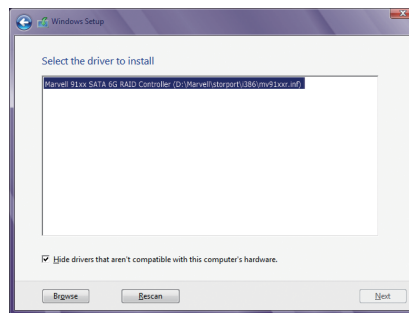 Windows Setup
Select the driver to install
Marvell 91xx SATA 6G RAID Controller (D:\Marvell\storport\i386\mv91xxr.inf)
Hide drivers that aren't compatible with this computer's hardware.
Browse
Rescan
Next